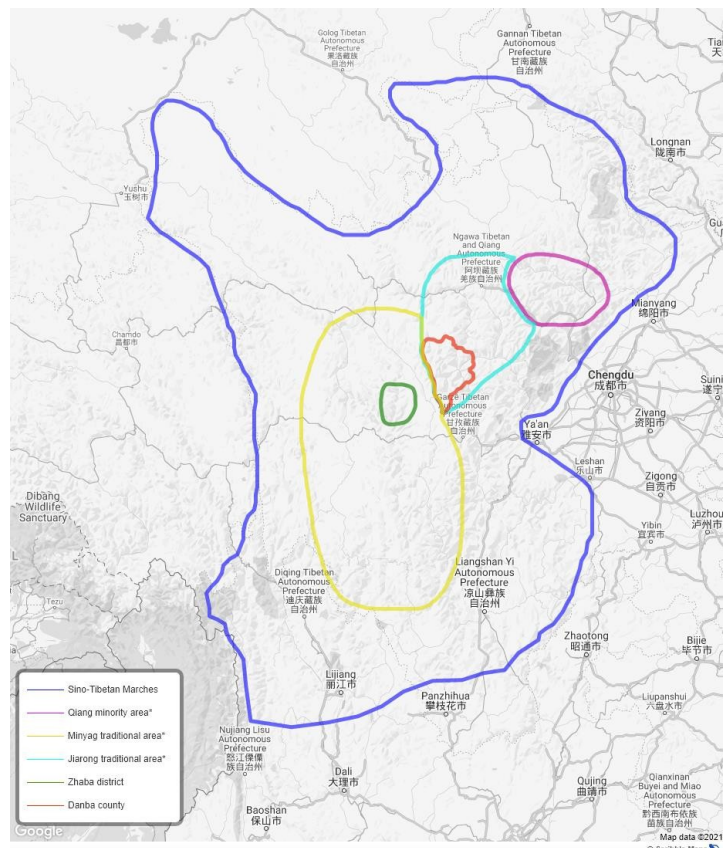 Golog Tibetan
Autonomous
Prefecture
果洛藏族
自治州
Gannan Tibetan
Autonomous
Prefecture
甘南藏族
自治州
Longnan
陇南市
Yushu
玉树市
Ngawa Tibetan
and Qiang
Autonomous
Prefecture
阿坝藏族
羌族自治州
Mianyang
绵阳市
Chamdo
昌都市
Chengdu
成都市
Autonomous
甘孜藏族
自治州
Ya'an
雅安市
Ziyang
资阳市
Leshan
乐山市
Zigong
自贡市
Dibang
Wildlife
Sanctuary
Yibin
宜宾市
Tezu
Diqing Tibetan
Autonomous
Prefecture
迪庆藏族
自治州
Liangshan Yi
Autonomous
Prefecture
凉山彝族
自治州
Zhaotong
昭通市
Bijie
毕节市
Lijiang
丽江市
Panzhihua
攀枝花市
Liupanshui
六盘水市
Nujiang Lisu
Autonomous
Prefecture
怒江傈僳
族自治州
Dali
大理市
Qujing
曲靖市
Qianxinan
Buyei and Miao
Autonomous
Prefecture
黔西南布依族
苗族自治州
Baoshan
保山市
Sino-Tibetan Marches
Qiang minority area*
Minyag traditional area*
Jiarong traditional area*
Zhaba district
Danba county
Google
Map data ©2021